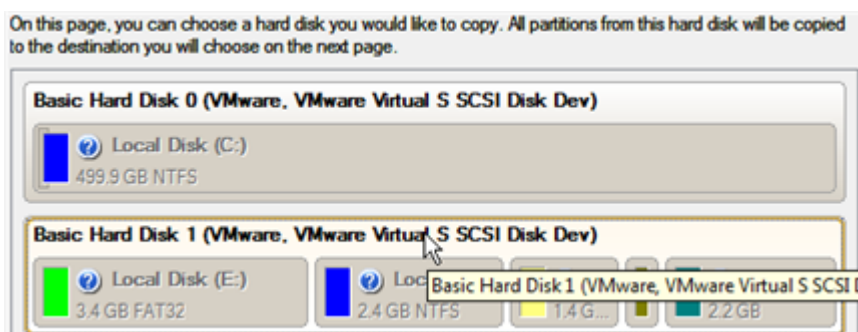 On this page, you can choose a hard disk you would like to copy. All partitions from this hard disk will be copied
to the destination you will choose on the next page.
Basic Hard Disk 0 (VMware, VMware Virtual S SCSI Disk Dev)
Local Disk (C:)
499.9 GB NTFS
Basic Hard Disk 1 (VMware, VMware Virtual S SCSI Disk Dev)
Local Disk (E:)
3.4 GB FAT32
2.4 GB NTFS
1.4 G...
2.2 GB
Basic Hard Disk 1 (VMware, VMware Virtual S SCSI